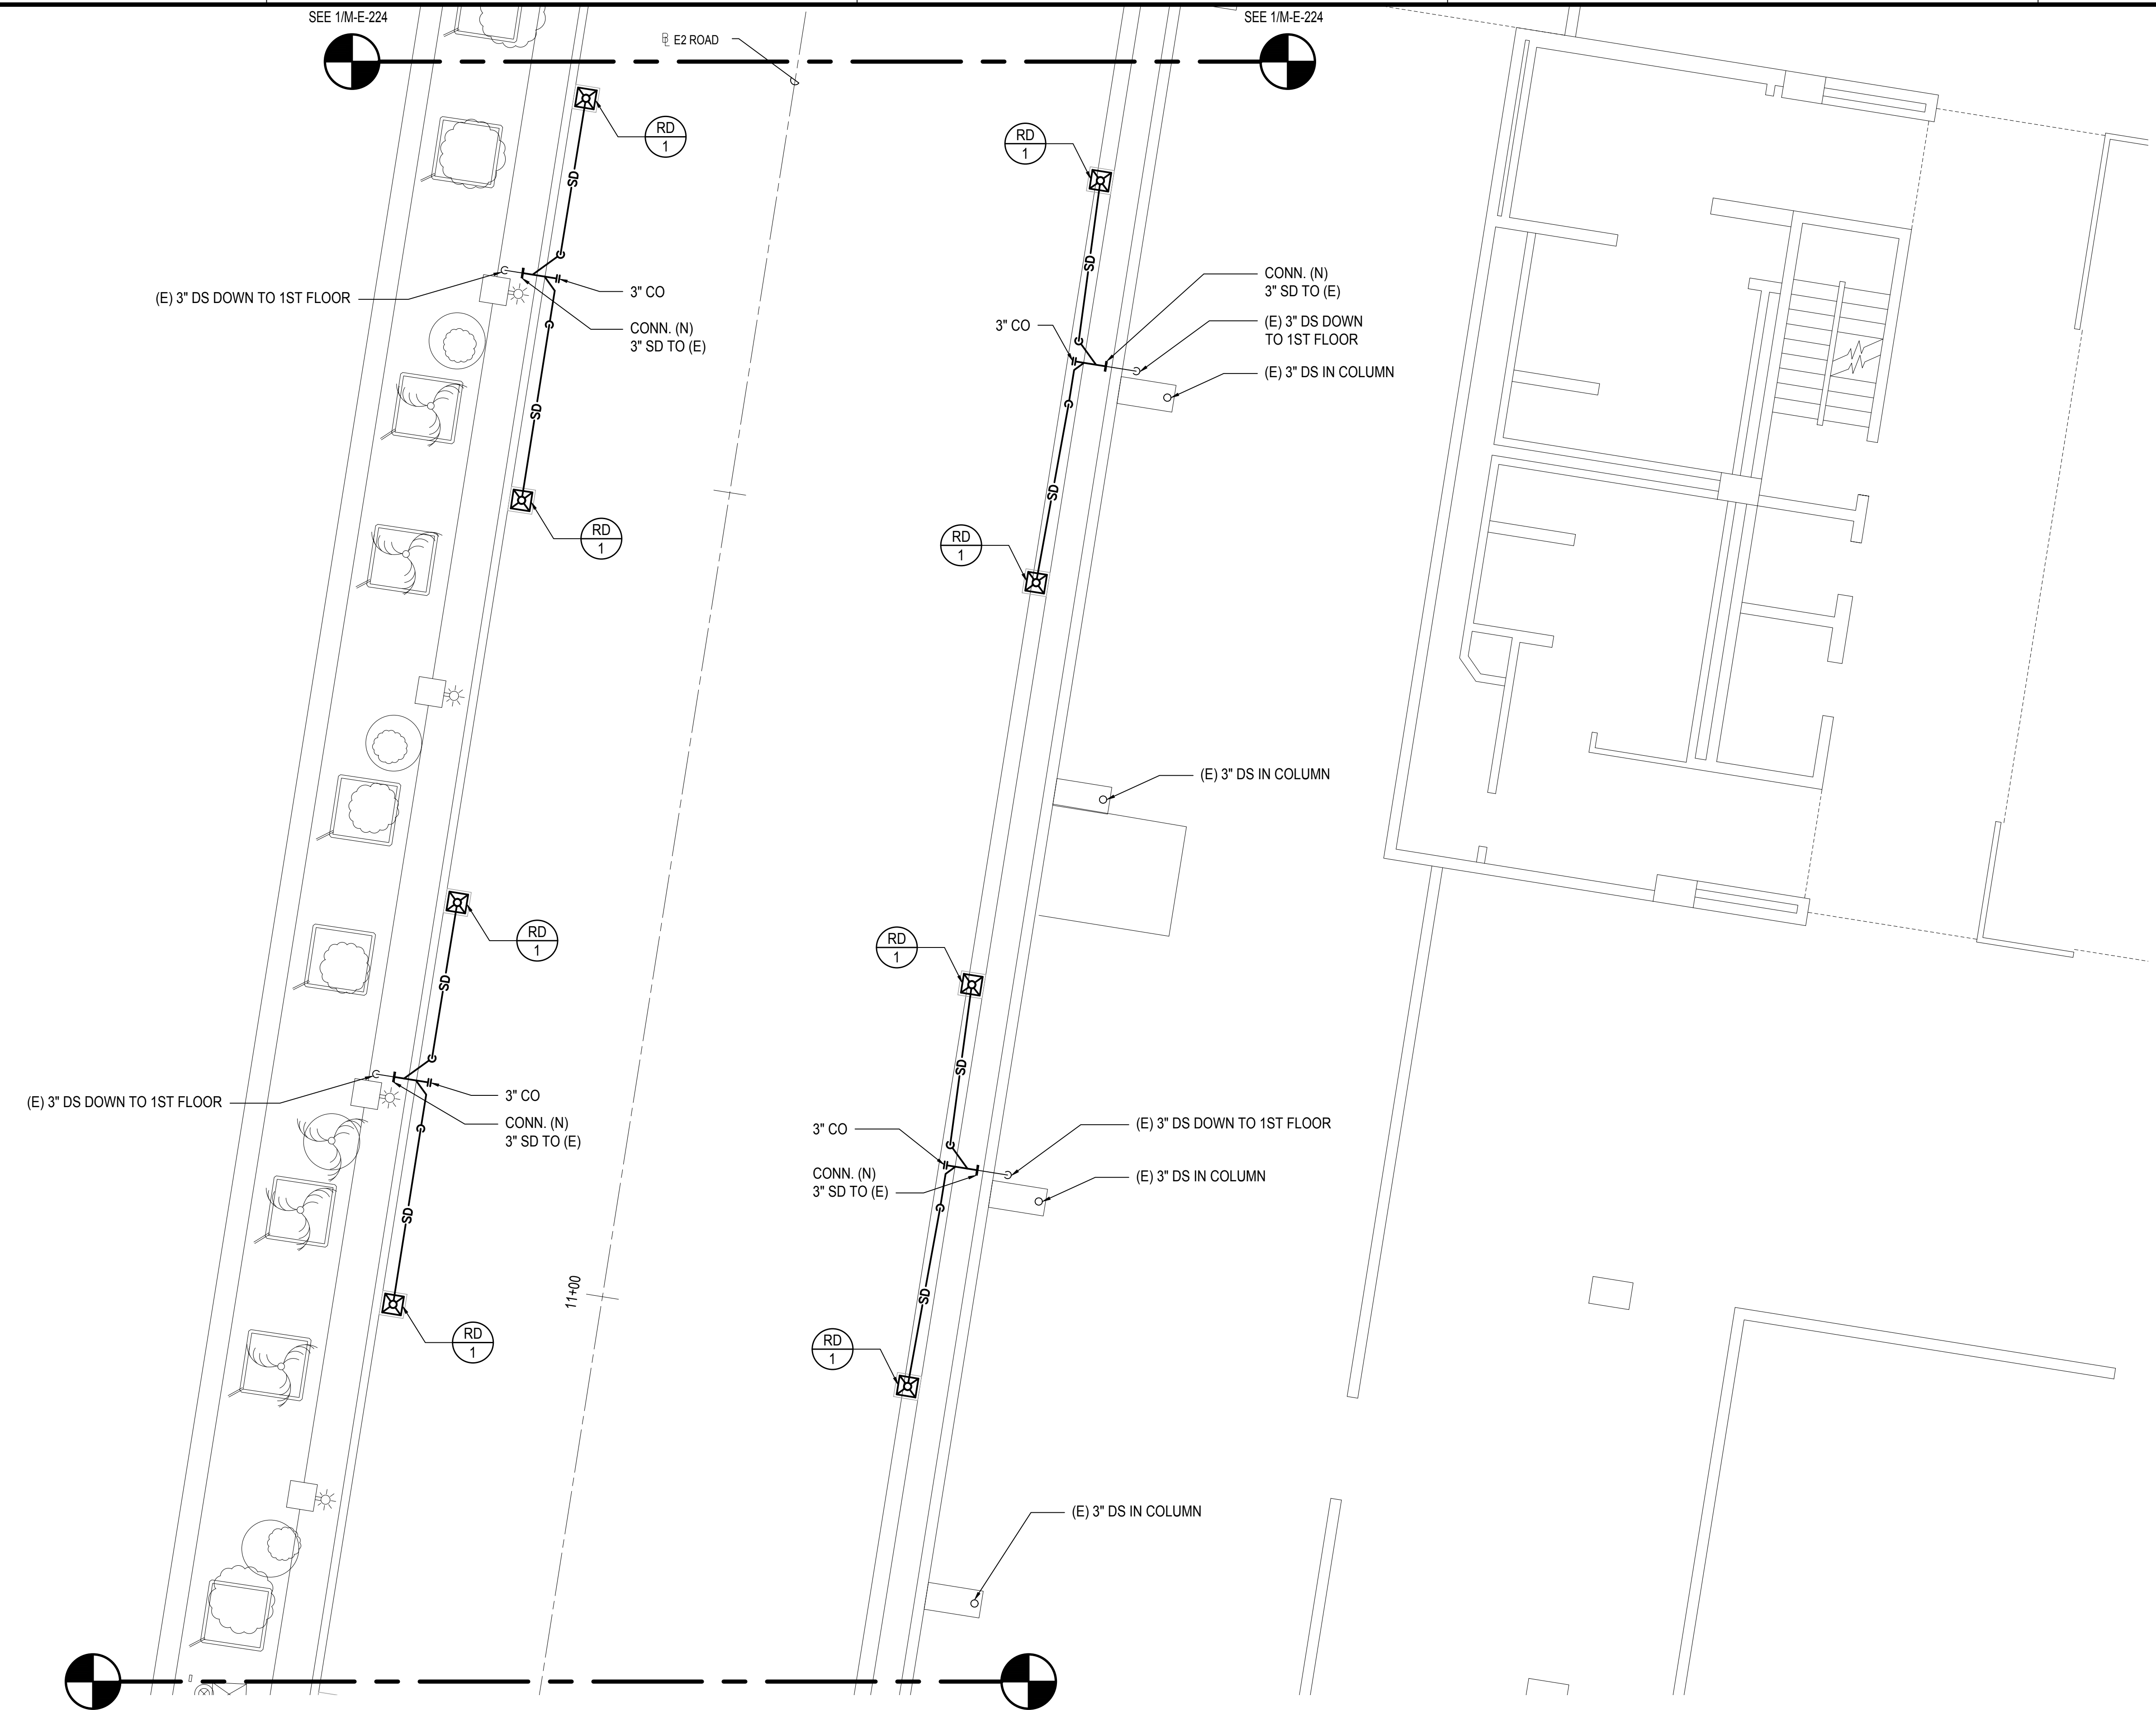 SEE 1/M-E-224
SEE 1/M-E-224
E2 ROAD
RD
1
RD
1
SD
SD
(E) 3" DS DOWN TO 1ST FLOOR
3" CO
CONN. (N)
3" SD TO (E)
CONN. (N)
3" SD TO (E)
3" CO
(E) 3" DS DOWN
TO 1ST FLOOR
(E) 3" DS IN COLUMN
SD
SD
RD
1
RD
1
(E) 3" DS IN COLUMN
RD
1
RD
1
SD
SD
(E) 3" DS DOWN TO 1ST FLOOR
3" CO
CONN. (N)
3" SD TO (E)
3" CO
(E) 3" DS DOWN TO 1ST FLOOR
CONN. (N)
3" SD TO (E)
(E) 3" DS IN COLUMN
SD
SD
11+00
RD
1
RD
1
(E) 3" DS IN COLUMN